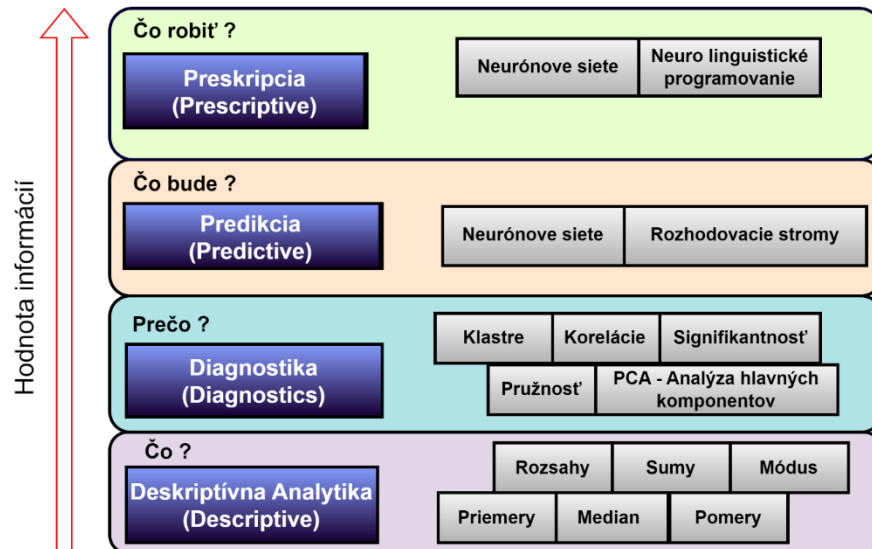 Hodnota informácií
Čo robiť ?
Preskripcia
(Prescriptive)
Neurónove siete
Neuro linguistické
programovanie
Čo bude ?
Predikcia
(Predictive)
Neurónove siete
Rozhodovacie stromy
Prečo ?
Diagnostika
(Diagnostics)
Klastre
Korelácie
Signifikantnosť
Pružnosť
PCA - Analýza hlavných
komponentov
Čo ?
Deskriptívna Analytika
(Descriptive)
Rozsahy
Sumy
Módus
Priemery
Median
Pomery